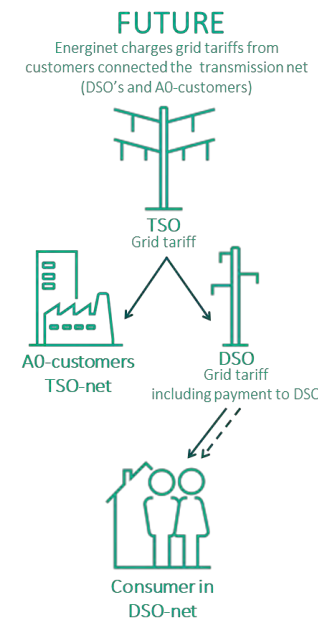 FUTURE
Energinet charges grid tariffs from
customers connected the transmission net
(DSO's and A0-customers)
TSO
Grid tariff
A0-customers
TSO-net
DSO
Grid tariff
including payment to DSO
Consumer in
DSO-net